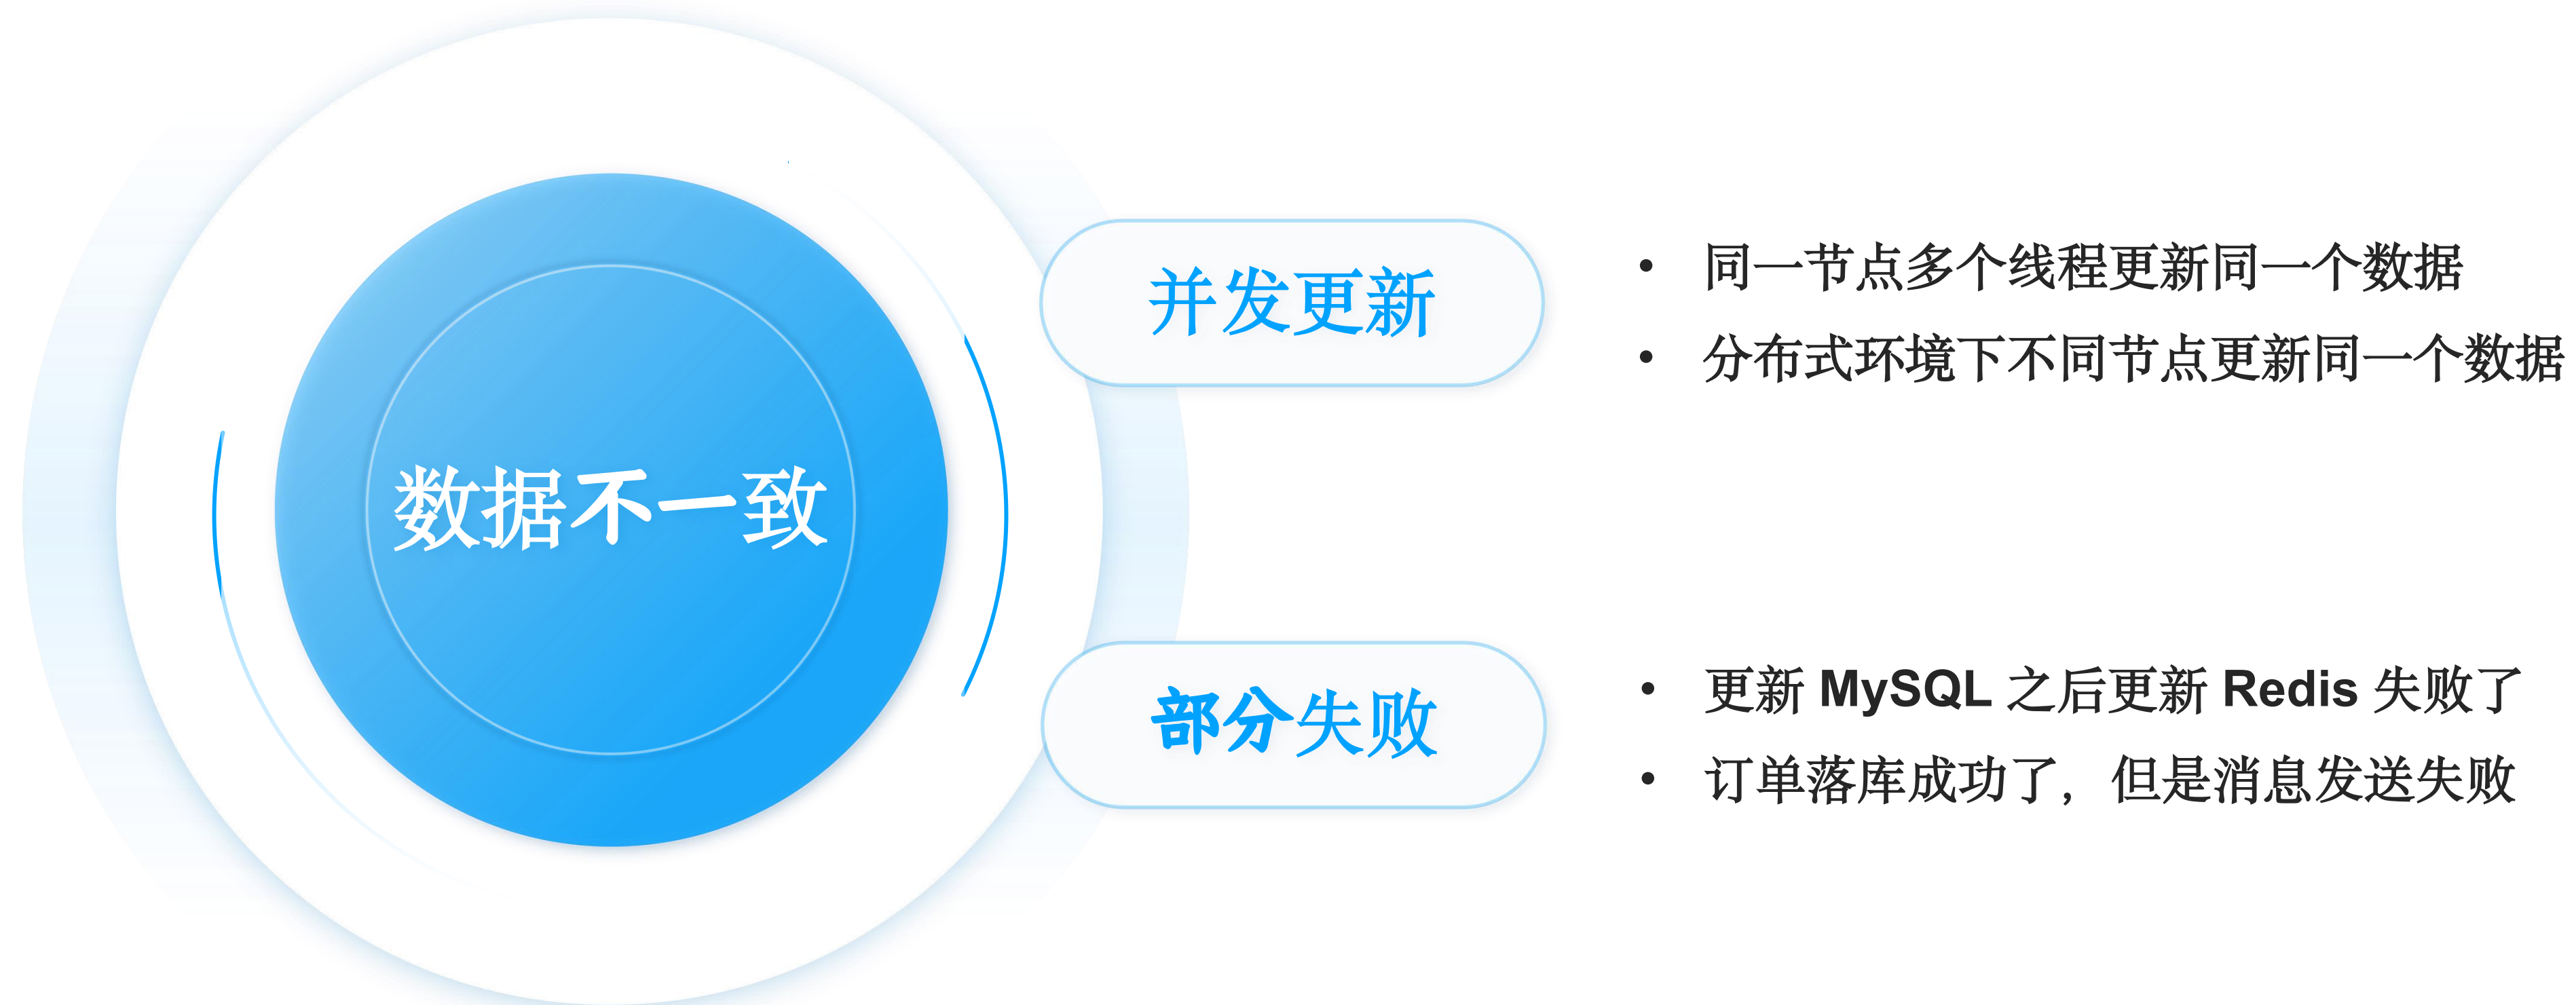 数据不一致
并发更新
• 同一节点多个线程更新同一个数据
• 分布式环境下不同节点更新同一个数据
部分失败
• 更新 MySQL 之后更新 Redis 失败了
• 订单落库成功了，但是消息发送失败